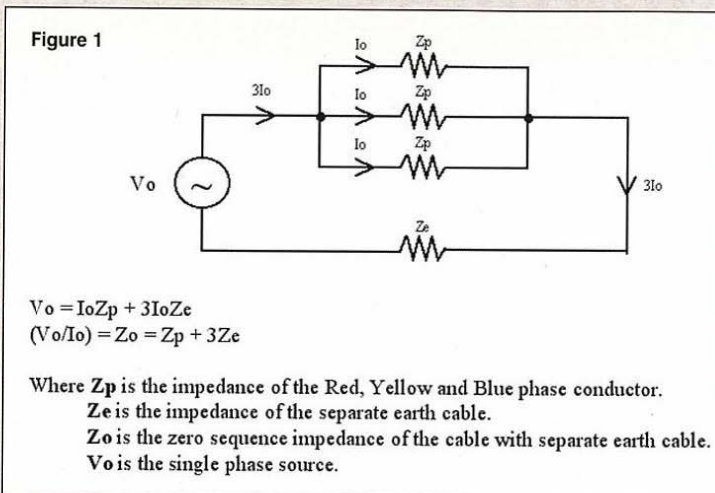 Figure 1
Io
Zp
3Io
Io
Zp
Io
Zp
Vo
3Io
Ze
Vo = IoZp + 3IoZe
(Vo/Io) = Zo = Zp + 3Ze
Where Zp is the impedance of the Red, Yellow and Blue phase conductor.
Ze is the impedance of the separate earth cable.
Zo is the zero sequence impedance of the cable with separate earth cable.
Vo is the single phase source.